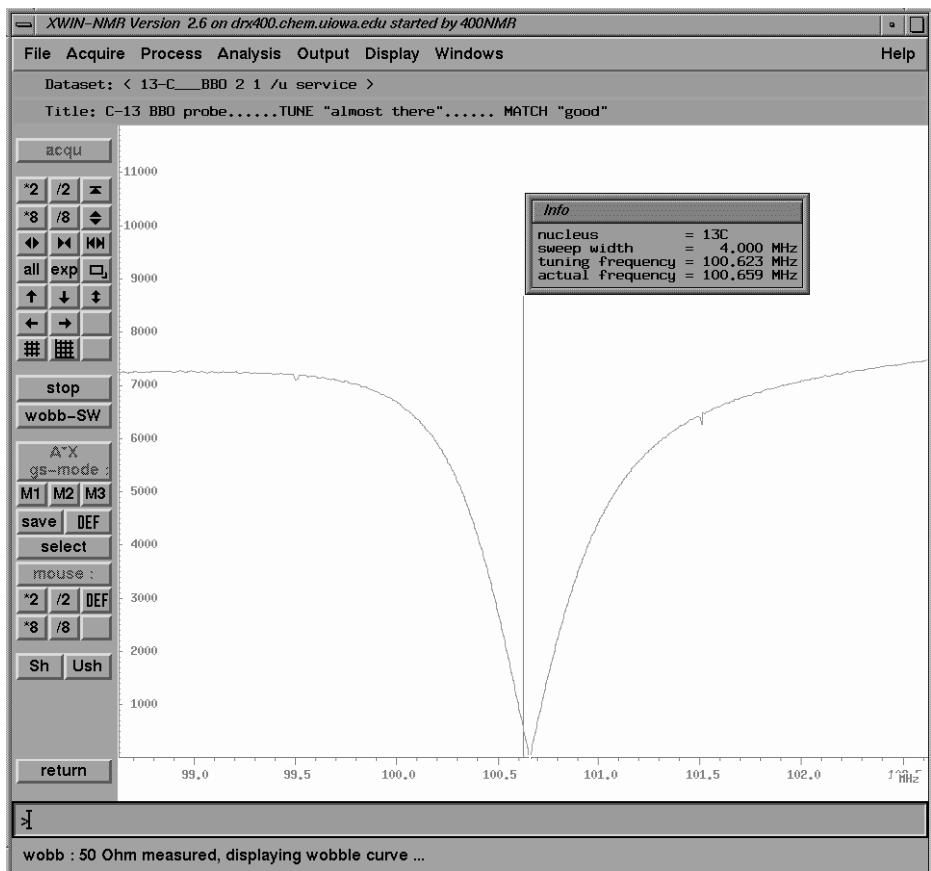 XWIN-NMR Version 2.6 on drx400.chem.uiowa.edu started by 400NMR
File Acquire Process Analysis Output Display Windows Help
Dataset: < 13-C___BBO 2 1 /u service >
Title: C-13 BBO probe......TUNE "almost there"...... MATCH "good"
acqu
*2 /2
*8 /8
all exp
stop
wobb-SW
A~X
gs-mode :
M1 M2 M3
save DEF
select
mouse :
*2 /2 DEF
*8 /8
Sh Ush
return
11000
10000
9000
8000
7000
6000
5000
4000
3000
2000
1000
Info
nucleus = 13C
sweep width = 4.000 MHz
tuning frequency = 100.623 MHz
actual frequency = 100.659 MHz
99.0 99.5 100.0 100.5 101.0 101.5 102.0
MHz
>
wobb : 50 Ohm measured, displaying wobble curve ...